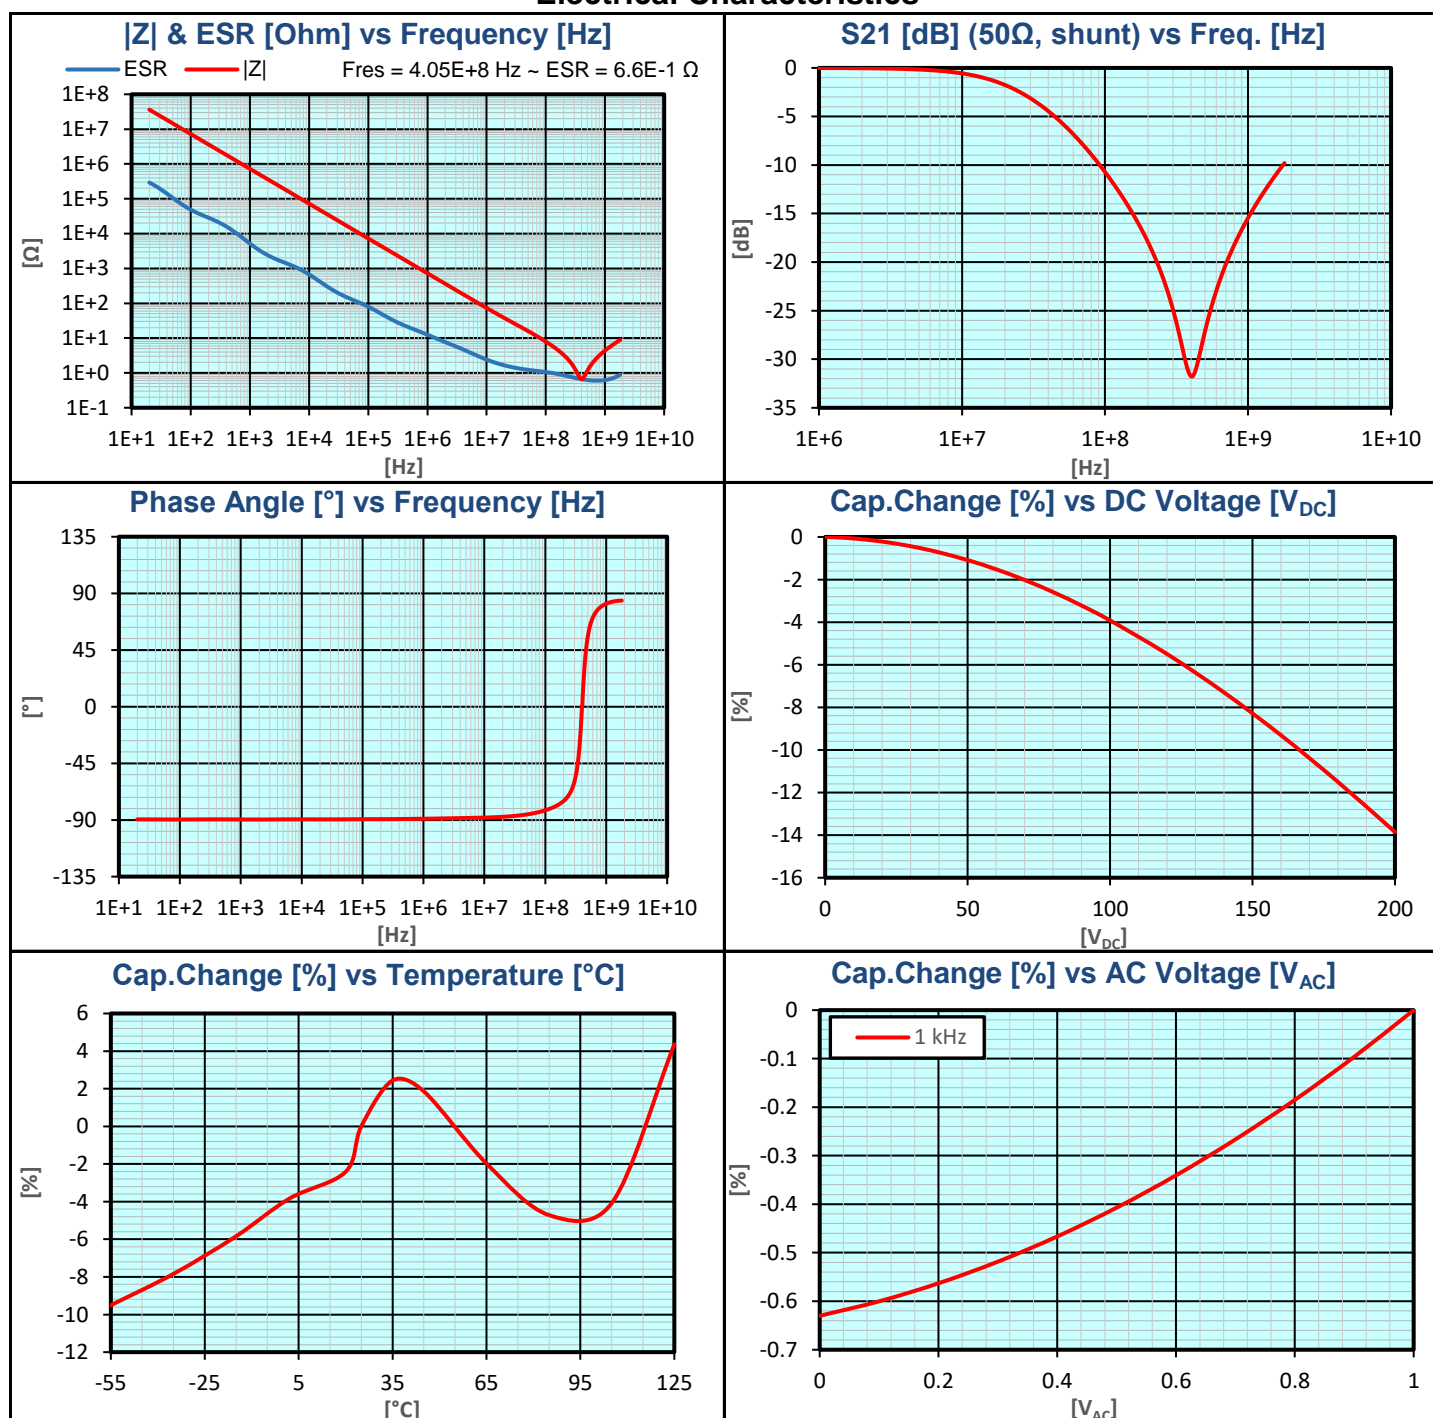 Electrical Characteristics
|Z| & ESR [Ohm] vs Frequency [Hz]
ESR |Z| Fres = 4.05E+8 Hz ~ ESR = 6.6E-1 Ω
1E+8
1E+7
1E+6
1E+5
1E+4
1E+3
1E+2
1E+1
1E+0
1E-1
[Ω]
1E+1 1E+2 1E+3 1E+4 1E+5 1E+6 1E+7 1E+8 1E+9 1E+10
[Hz]
S21 [dB] (50Ω, shunt) vs Freq. [Hz]
0
-5
-10
-15
-20
-25
-30
-35
[dB]
1E+6 1E+7 1E+8 1E+9 1E+10
[Hz]
Phase Angle [°] vs Frequency [Hz]
135
90
45
0
-45
-90
-135
[°]
1E+1 1E+2 1E+3 1E+4 1E+5 1E+6 1E+7 1E+8 1E+9 1E+10
[Hz]
Cap.Change [%] vs DC Voltage [VDC]
0
-2
-4
-6
-8
-10
-12
-14
-16
[%]
0 50 100 150 200
[VDC]
Cap.Change [%] vs Temperature [°C]
6
4
2
0
-2
-4
-6
-8
-10
-12
[%]
-55 -25 5 35 65 95 125
[°C]
Cap.Change [%] vs AC Voltage [VAC]
1 kHz
0
-0.1
-0.2
-0.3
-0.4
-0.5
-0.6
-0.7
[%]
0 0.2 0.4 0.6 0.8 1
[VAC]